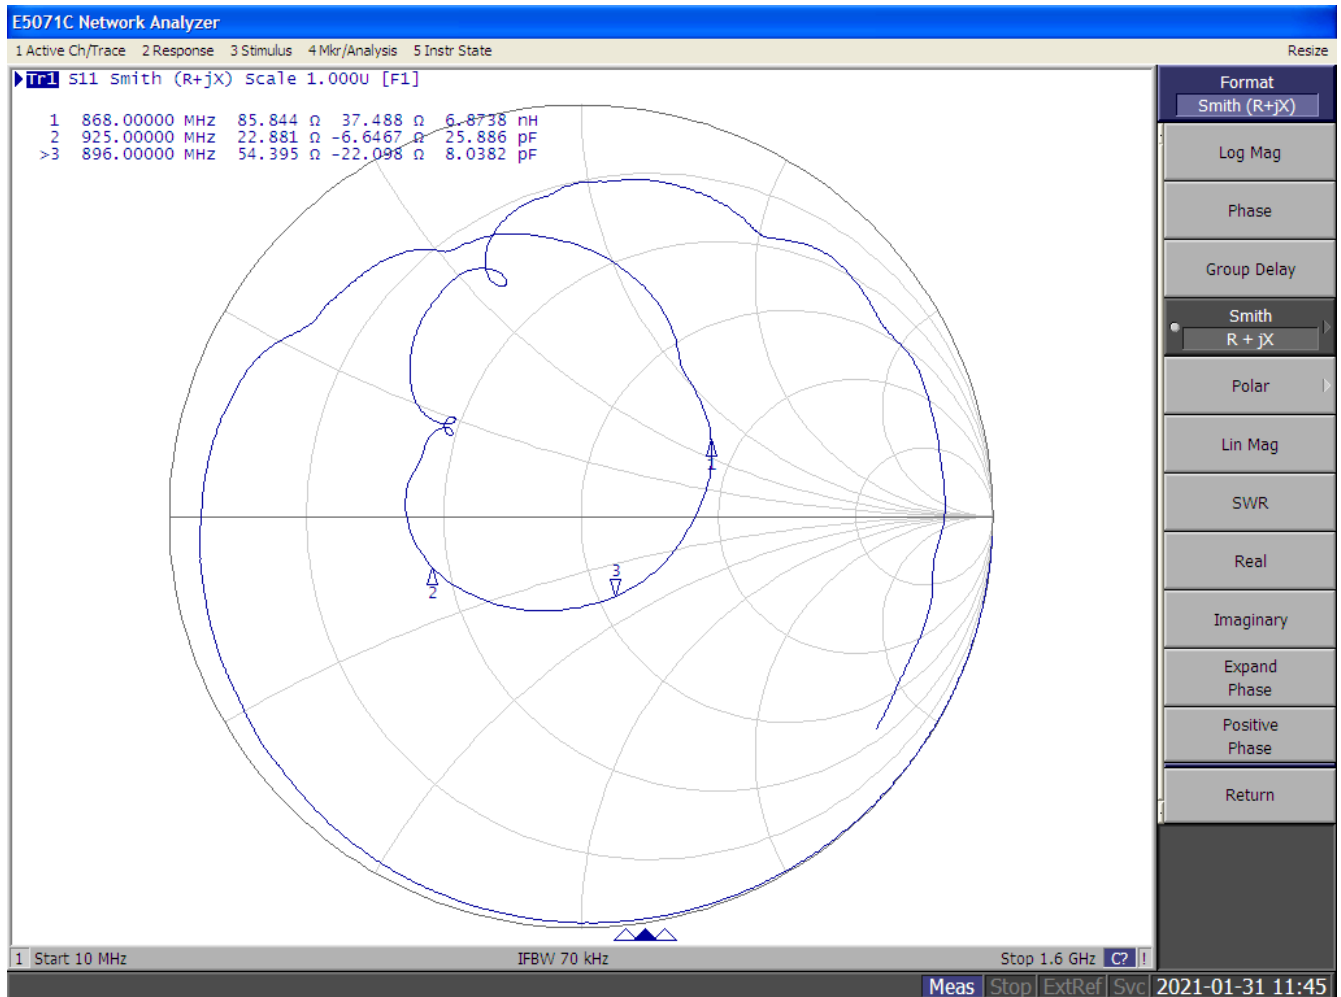 E5071C Network Analyzer
1 Active Ch/Trace 2 Response 3 Stimulus 4 Mkr/Analysis 5 Instr State Resize
Tr1 S11 Smith (R+jX) Scale 1.000U [F1]
1 868.00000 MHz 85.844 Ω 37.488 Ω 6.8738 nH
2 925.00000 MHz 22.881 Ω -6.6467 Ω 25.886 pF
>3 896.00000 MHz 54.395 Ω -22.098 Ω 8.0382 pF
1
3
2
Format
Smith (R+jX)
Log Mag
Phase
Group Delay
Smith
R + jX
Polar
Lin Mag
SWR
Real
Imaginary
Expand
Phase
Positive
Phase
Return
1 Start 10 MHz IFBW 70 kHz Stop 1.6 GHz C? !
Meas Stop ExtRef Svc 2021-01-31 11:45